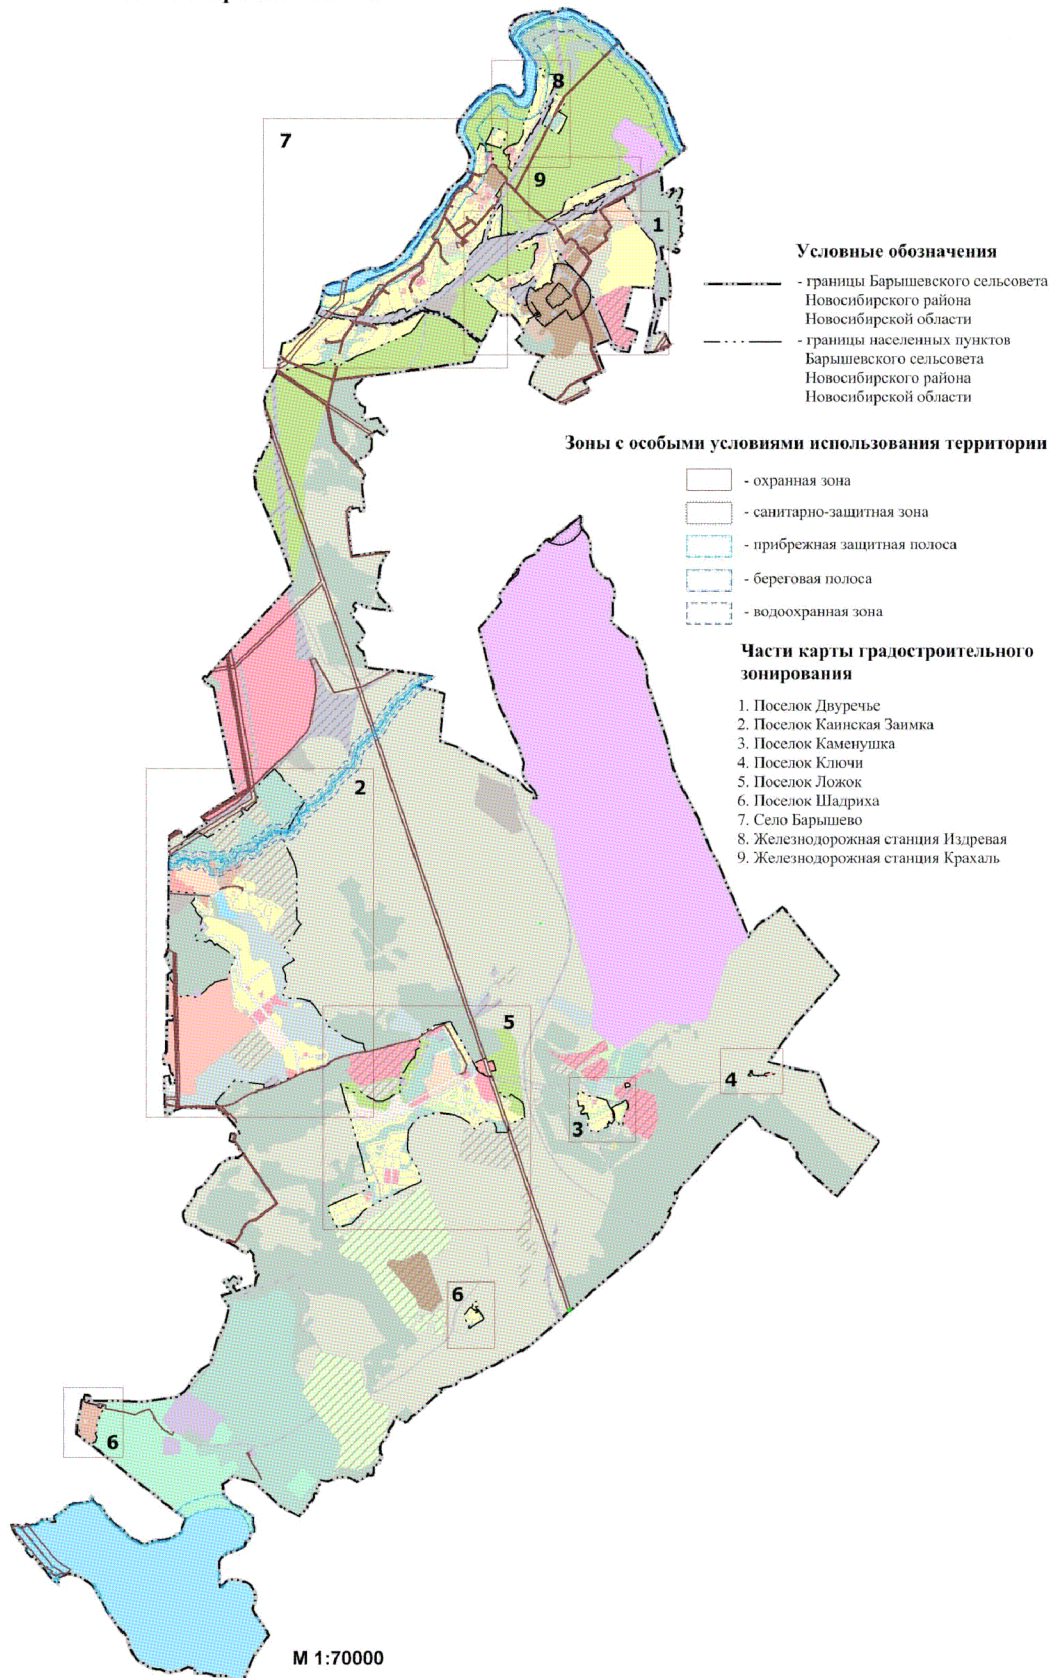 8
7
9
1
Условные обозначения
- границы Барышевского сельсовета
Новосибирского района
Новосибирской области
- границы населенных пунктов
Барышевского сельсовета
Новосибирского района
Новосибирской области
Зоны с особыми условиями использования территории
- охранная зона
- санитарно-защитная зона
- прибрежная защитная полоса
- береговая полоса
- водоохранная зона
Части карты градостроительного
зонирования
1. Поселок Двуречье
2. Поселок Каинская Заимка
3. Поселок Каменушка
4. Поселок Ключи
5. Поселок Ложок
6. Поселок Шадриха
7. Село Барышево
8. Железнодорожная станция Издревая
9. Железнодорожная станция Крахаль
2
5
4
3
6
6
М 1:70000